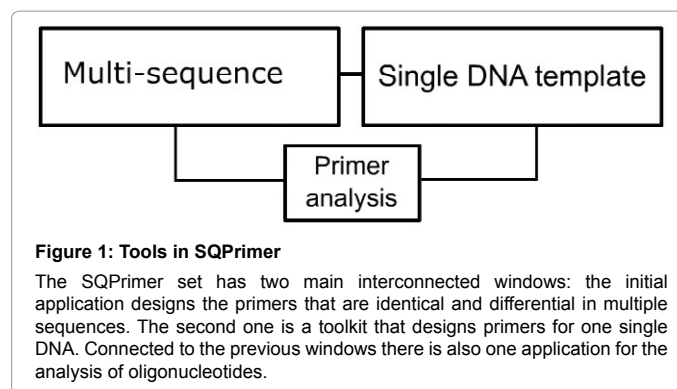 Multi-sequence
Single DNA template
Primer
analysis
Figure 1: Tools in SQPrimer
The SQPrimer set has two main interconnected windows: the initial
application designs the primers that are identical and differential in multiple
sequences. The second one is a toolkit that designs primers for one single
DNA. Connected to the previous windows there is also one application for the
analysis of oligonucleotides.